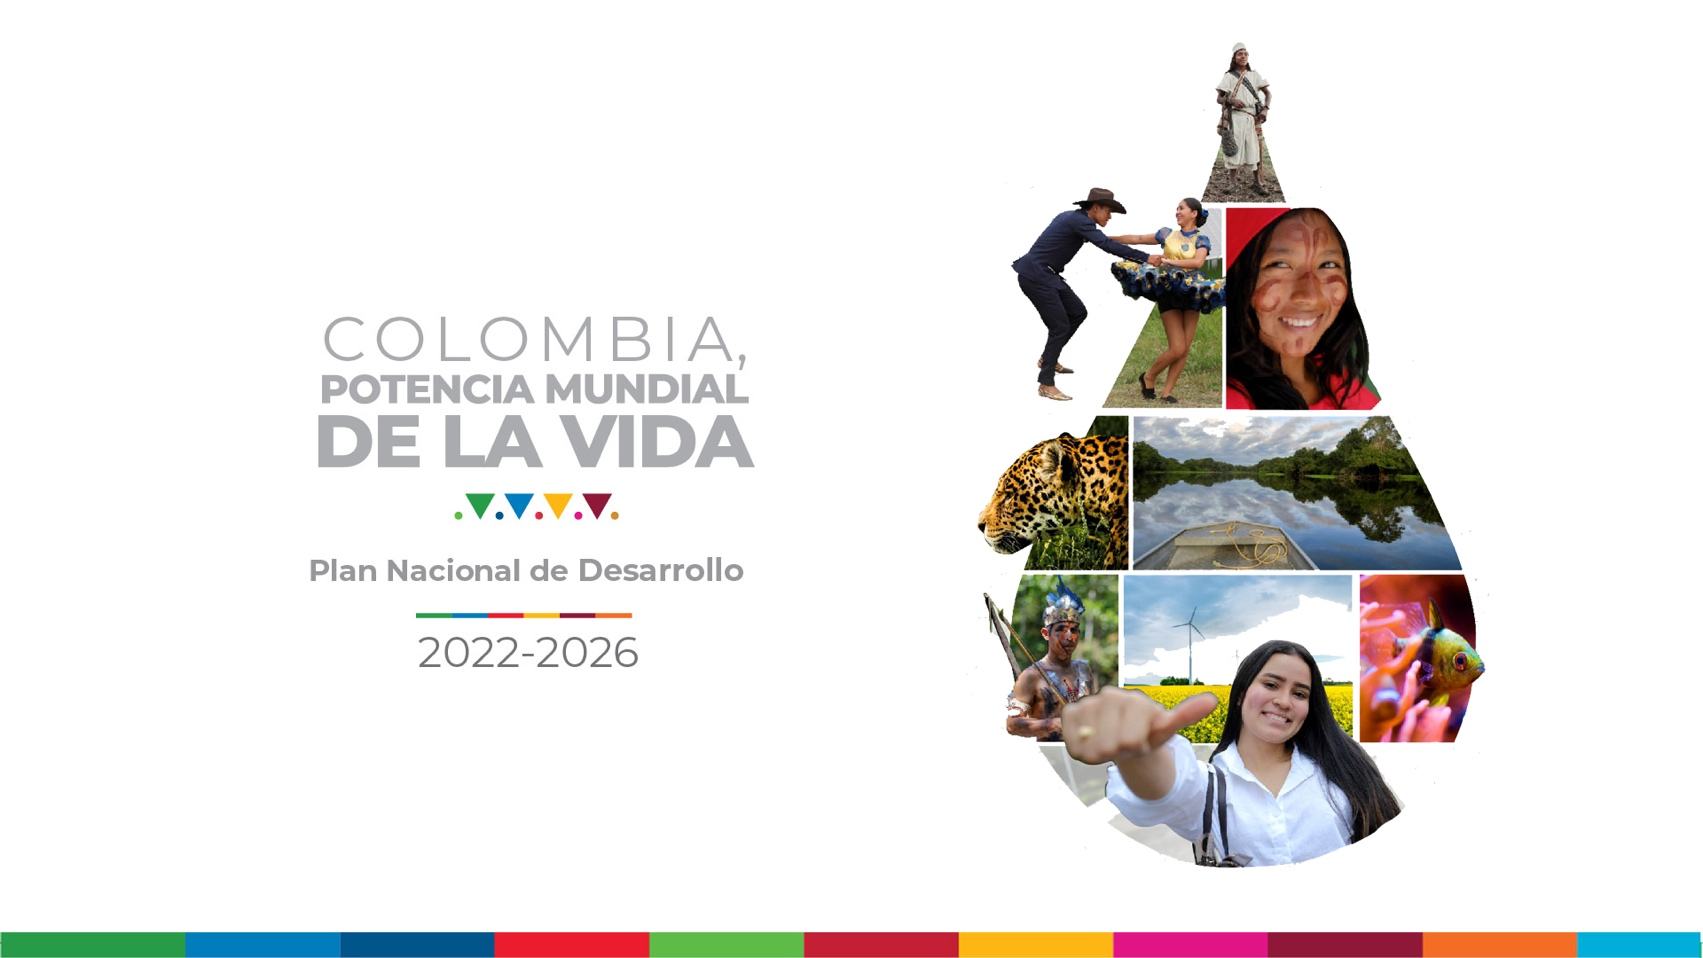 COLOMBIA,
POTENCIA MUNDIAL
DE LA VIDA
Plan Nacional de Desarrollo
2022-2026